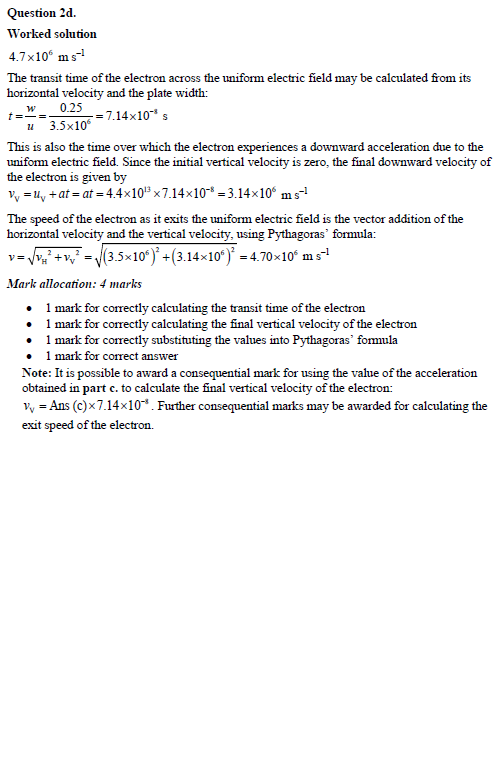 Question 2d.
Worked solution
4.7×10⁶ m s⁻¹
The transit time of the electron across the uniform electric field may be calculated from its
horizontal velocity and the plate width:
t = w/u = 0.25/3.5×10⁶ = 7.14×10⁻⁸ s
This is also the time over which the electron experiences a downward acceleration due to the
uniform electric field. Since the initial vertical velocity is zero, the final downward velocity of
the electron is given by
v_V = u_V + at = at = 4.4×10¹³ × 7.14×10⁻⁸ = 3.14×10⁶ m s⁻¹
The speed of the electron as it exits the uniform electric field is the vector addition of the
horizontal velocity and the vertical velocity, using Pythagoras' formula:
v = √(v_H² + v_V²) = √((3.5×10⁶)² + (3.14×10⁶)²) = 4.70×10⁶ m s⁻¹
Mark allocation: 4 marks
• 1 mark for correctly calculating the transit time of the electron
• 1 mark for correctly calculating the final vertical velocity of the electron
• 1 mark for correctly substituting the values into Pythagoras' formula
• 1 mark for correct answer
Note: It is possible to award a consequential mark for using the value of the acceleration
obtained in part c. to calculate the final vertical velocity of the electron:
v_V = Ans (c)×7.14×10⁻⁸. Further consequential marks may be awarded for calculating the
exit speed of the electron.